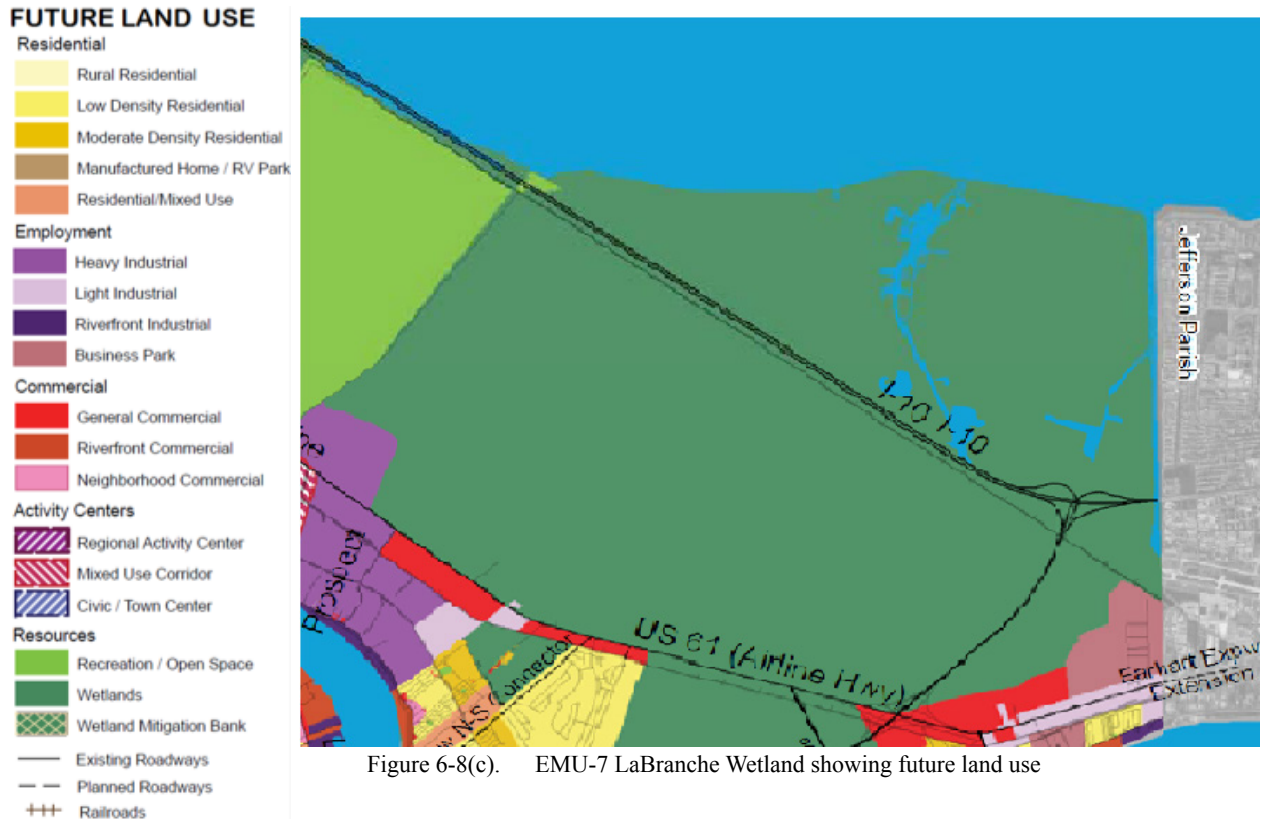 FUTURE LAND USE
Residential
Rural Residential
Low Density Residential
Moderate Density Residential
Manufactured Home / RV Park
Residential/Mixed Use
Employment
Heavy Industrial
Light Industrial
Riverfront Industrial
Business Park
Commercial
General Commercial
Riverfront Commercial
Neighborhood Commercial
Activity Centers
Regional Activity Center
Mixed Use Corridor
Civic / Town Center
Resources
Recreation / Open Space
Wetlands
Wetland Mitigation Bank
Existing Roadways
Planned Roadways
Railroads
Jefferson Parish
I-10 I-10
Prospect
US 61 (Airline Hwy)
N-S (Connector
Earhart Expw
Extension
Figure 6-8(c). EMU-7 LaBranche Wetland showing future land use